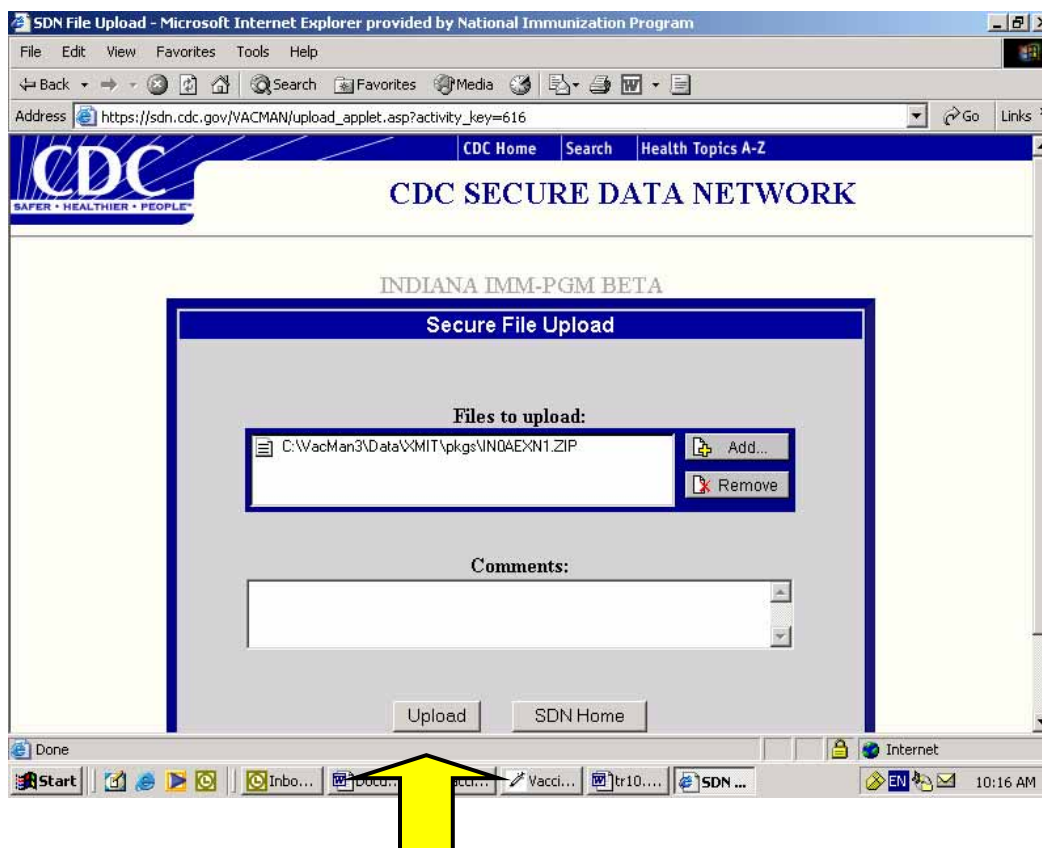 SDN File Upload - Microsoft Internet Explorer provided by National Immunization Program
File Edit View Favorites Tools Help
Back Search Favorites Media
Address https://sdn.cdc.gov/VACMAN/upload_applet.asp?activity_key=616 Go Links
CDC Home Search Health Topics A-Z
CDC
SAFER • HEALTHIER • PEOPLE
CDC SECURE DATA NETWORK
INDIANA IMM-PGM BETA
Secure File Upload
Files to upload:
C:\VacMan3\Data\XMIT\pkgs\IN0AEXN1.ZIP
Add...
Remove
Comments:
Upload SDN Home
Done Internet
Start Inbo... Vacci... tr10.... SDN ... EN 10:16 AM